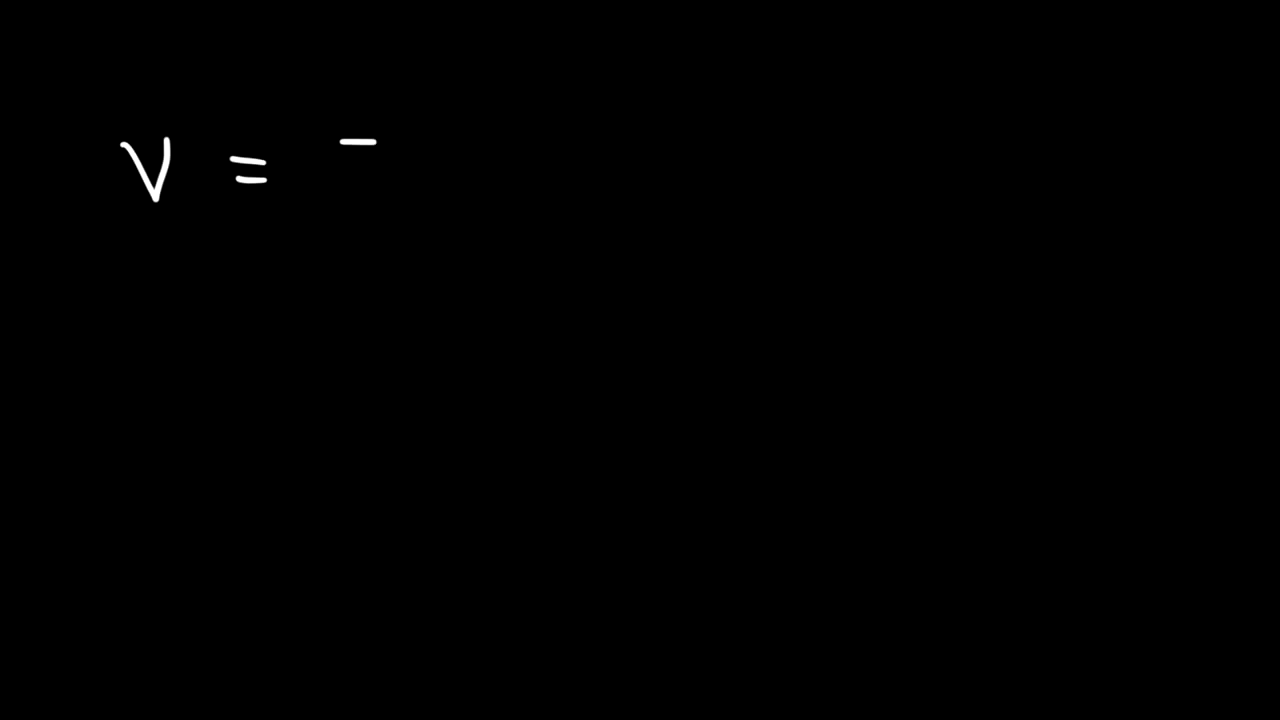 V = -